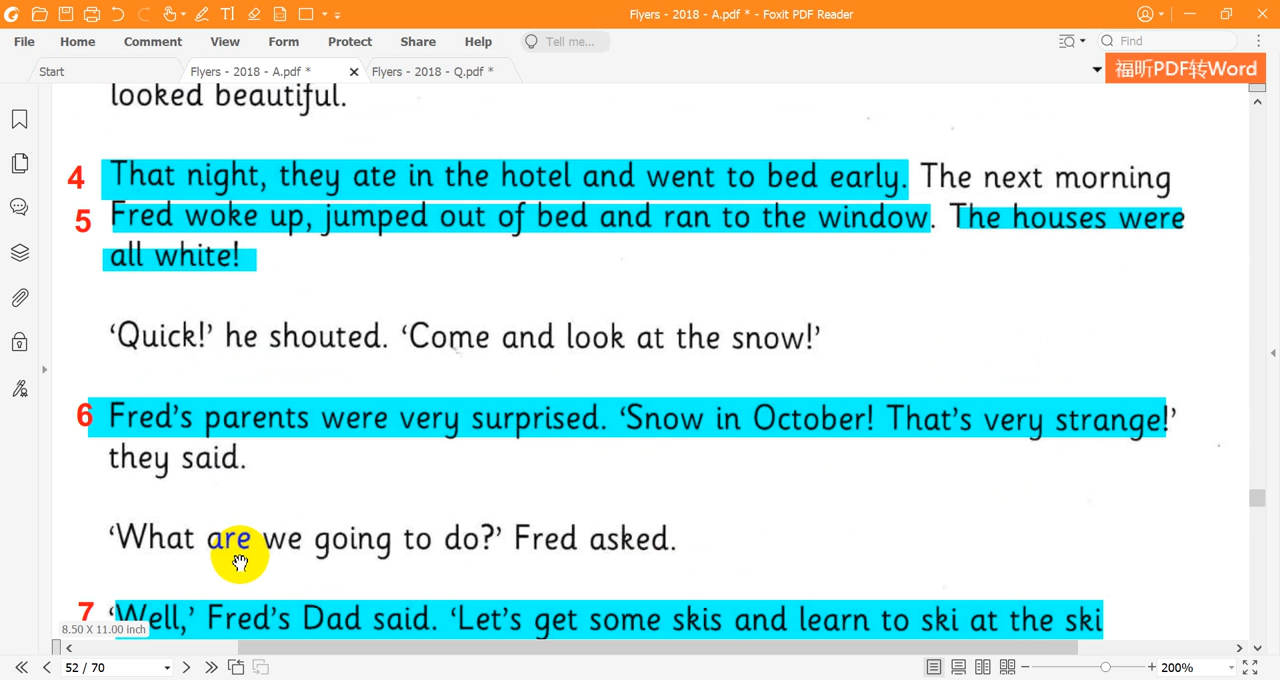 Flyers - 2018 - A.pdf * - Foxit PDF Reader
File Home Comment View Form Protect Share Help Tell me... Find
Start Flyers - 2018 - A.pdf * Flyers - 2018 - Q.pdf * 福昕PDF转Word
looked beautiful.
4 That night, they ate in the hotel and went to bed early. The next morning
5 Fred woke up, jumped out of bed and ran to the window. The houses were
all white!
‘Quick!’ he shouted. ‘Come and look at the snow!’
6 Fred’s parents were very surprised. ‘Snow in October! That’s very strange!’
they said.
‘What are we going to do?’ Fred asked.
7 ‘Well,’ Fred’s Dad said. ‘Let’s get some skis and learn to ski at the ski
8.50 X 11.00 inch
52 / 70 200%